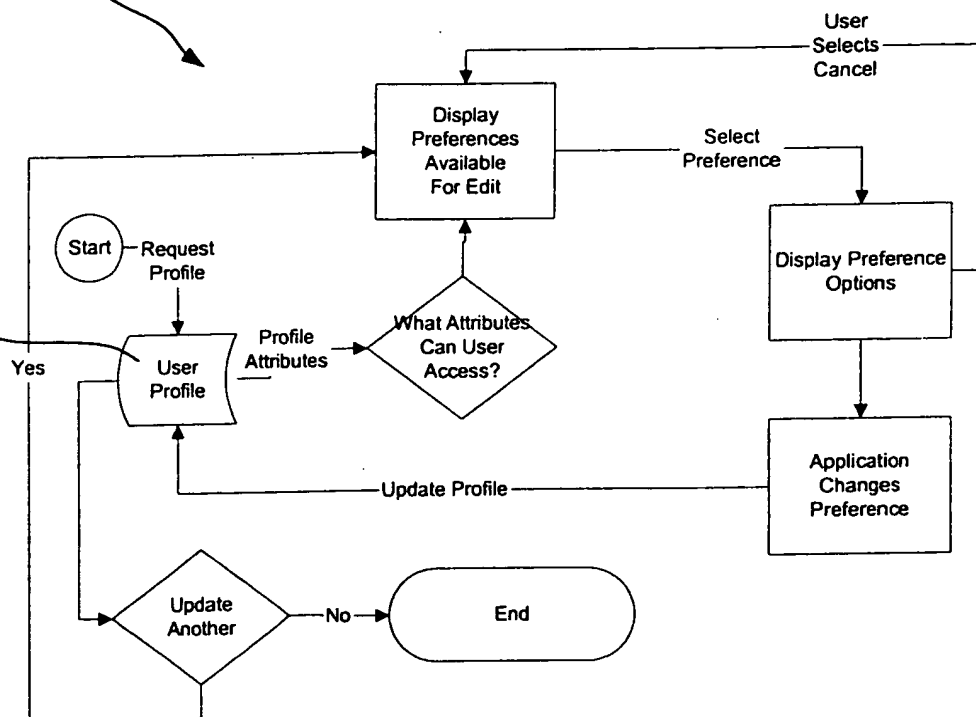 User
Selects
Cancel
Display
Preferences
Available
For Edit
Select
Preference
Start
Request
Profile
Display Preference
Options
What Attributes
Can User
Access?
Profile
Attributes
User
Profile
Yes
Application
Changes
Preference
Update Profile
Update
Another
No
End